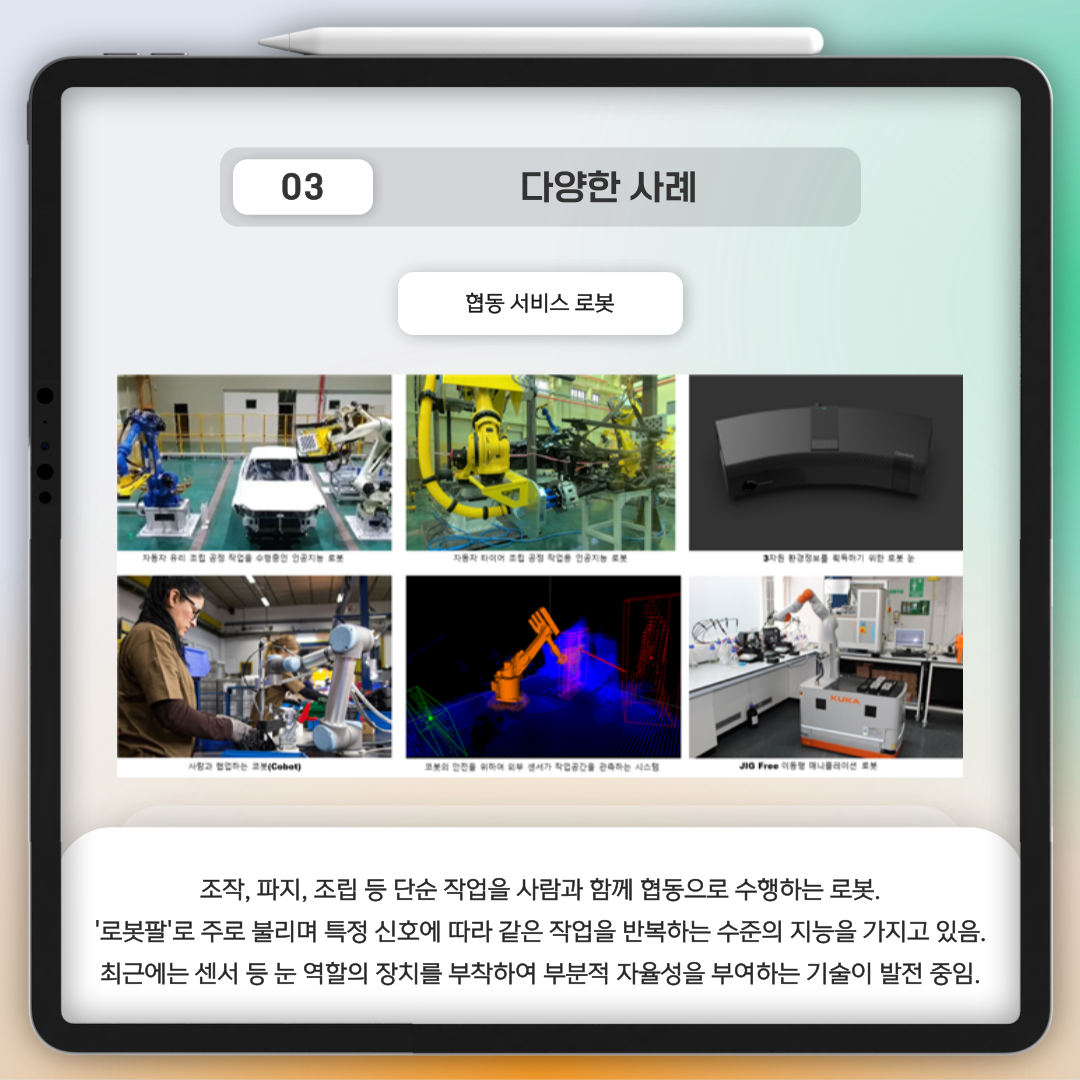 03
다양한 사례
협동 서비스 로봇
자동차 유리 조립 공정 작업을 수행중인 인공지능 로봇
자동차 타이어 조립 공정 작업용 인공지능 로봇
3차원 환경정보를 획득하기 위한 로봇 눈
KUKA
사람과 협업하는 코봇(Cobot)
로봇의 안전을 위하여 외부 센서가 작업공간을 관측하는 시스템
JIG Free 이동형 매니퓰레이션 로봇
조작, 파지, 조립 등 단순 작업을 사람과 함께 협동으로 수행하는 로봇.
'로봇팔'로 주로 불리며 특정 신호에 따라 같은 작업을 반복하는 수준의 지능을 가지고 있음.
최근에는 센서 등 눈 역할의 장치를 부착하여 부분적 자율성을 부여하는 기술이 발전 중임.